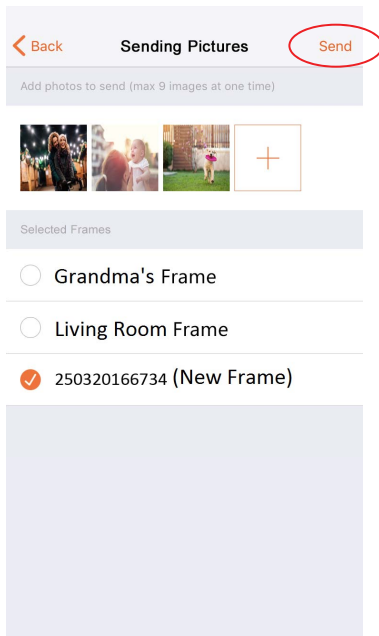 Back Sending Pictures Send
Add photos to send (max 9 images at one time)
Selected Frames
Grandma's Frame
Living Room Frame
250320166734 (New Frame)